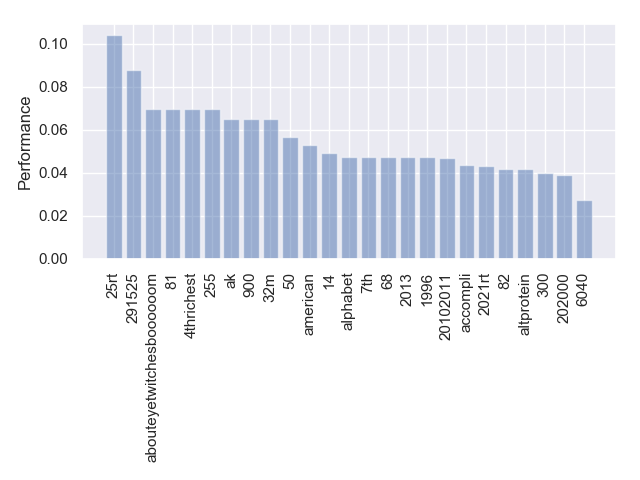 0.10
0.08
0.06
0.04
0.02
0.00
Performance
25rt
291525
abouteyetwitchesboooooom
81
4thrichest
255
ak
900
32m
50
american
14
alphabet
7th
68
2013
1996
20102011
accompli
2021rt
82
altprotein
300
202000
6040